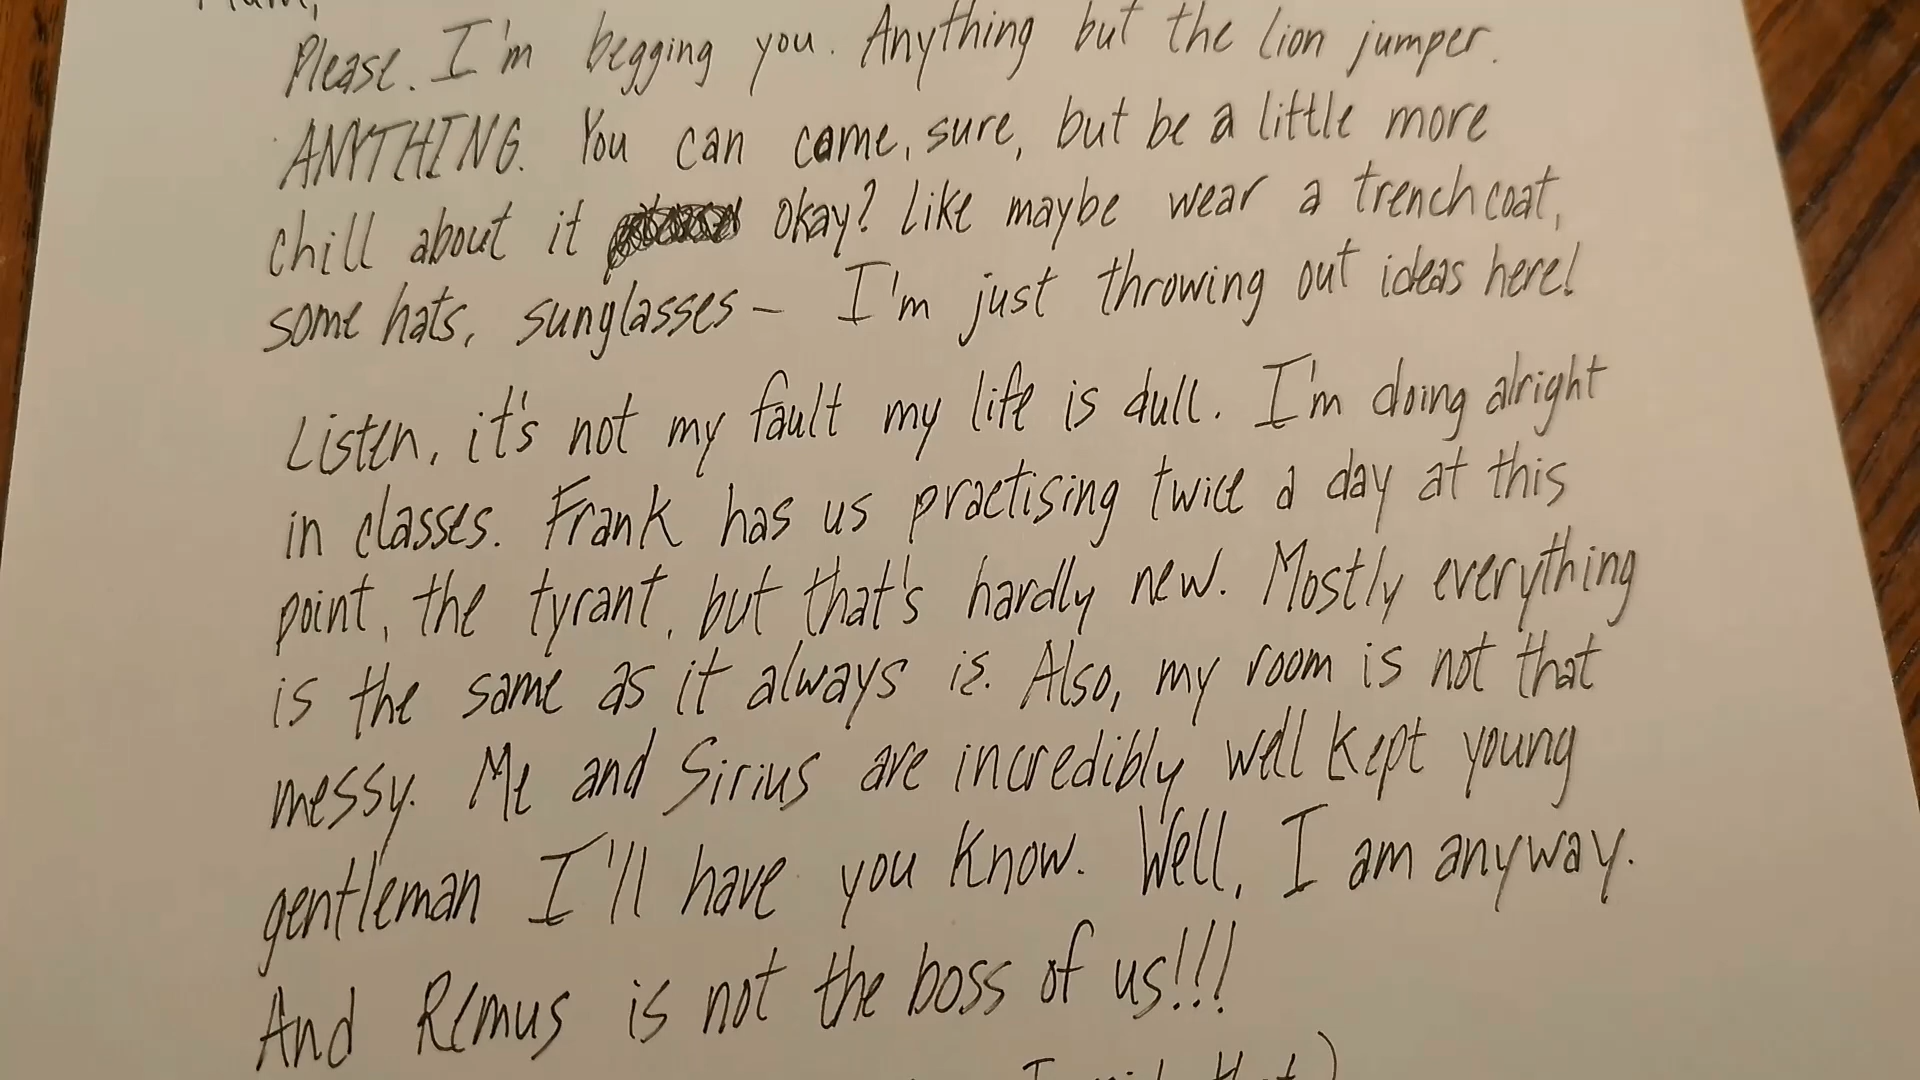 Mum,
Please. I'm begging you. Anything but the lion jumper.
ANYTHING. You can come, sure, but be a little more
chill about it okay? Like maybe wear a trenchcoat,
some hats, sunglasses – I'm just throwing out ideas here!
Listen, it's not my fault my life is dull. I'm doing alright
in classes. Frank has us practising twice a day at this
point, the tyrant, but that's hardly new. Mostly everything
is the same as it always is. Also, my room is not that
messy. Me and Sirius are incredibly well kept young
gentleman I'll have you know. Well, I am anyway.
And Remus is not the boss of us!!!